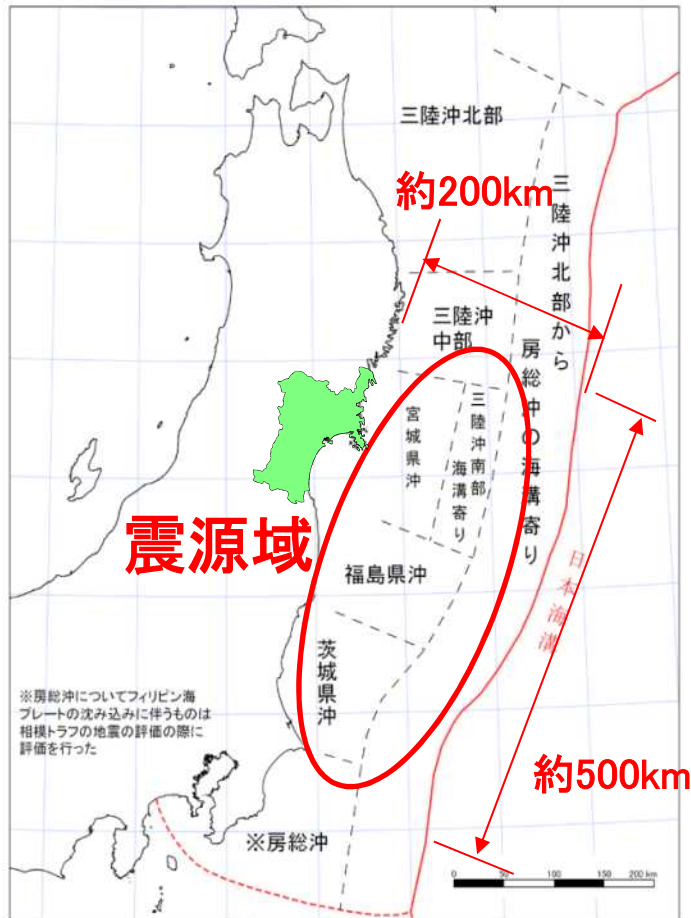 三陸沖北部
約200km
三陸沖北部から
房総沖の海溝寄り
三陸沖
中部
三陸沖南部
海溝寄り
宮城県沖
震源域
福島県沖
日本海溝
茨城県沖
※房総沖についてフィリピン海
プレートの沈み込みに伴うものは
相模トラフの地震の評価の際に
評価を行った
約500km
※房総沖
0 50 100 150 200 km